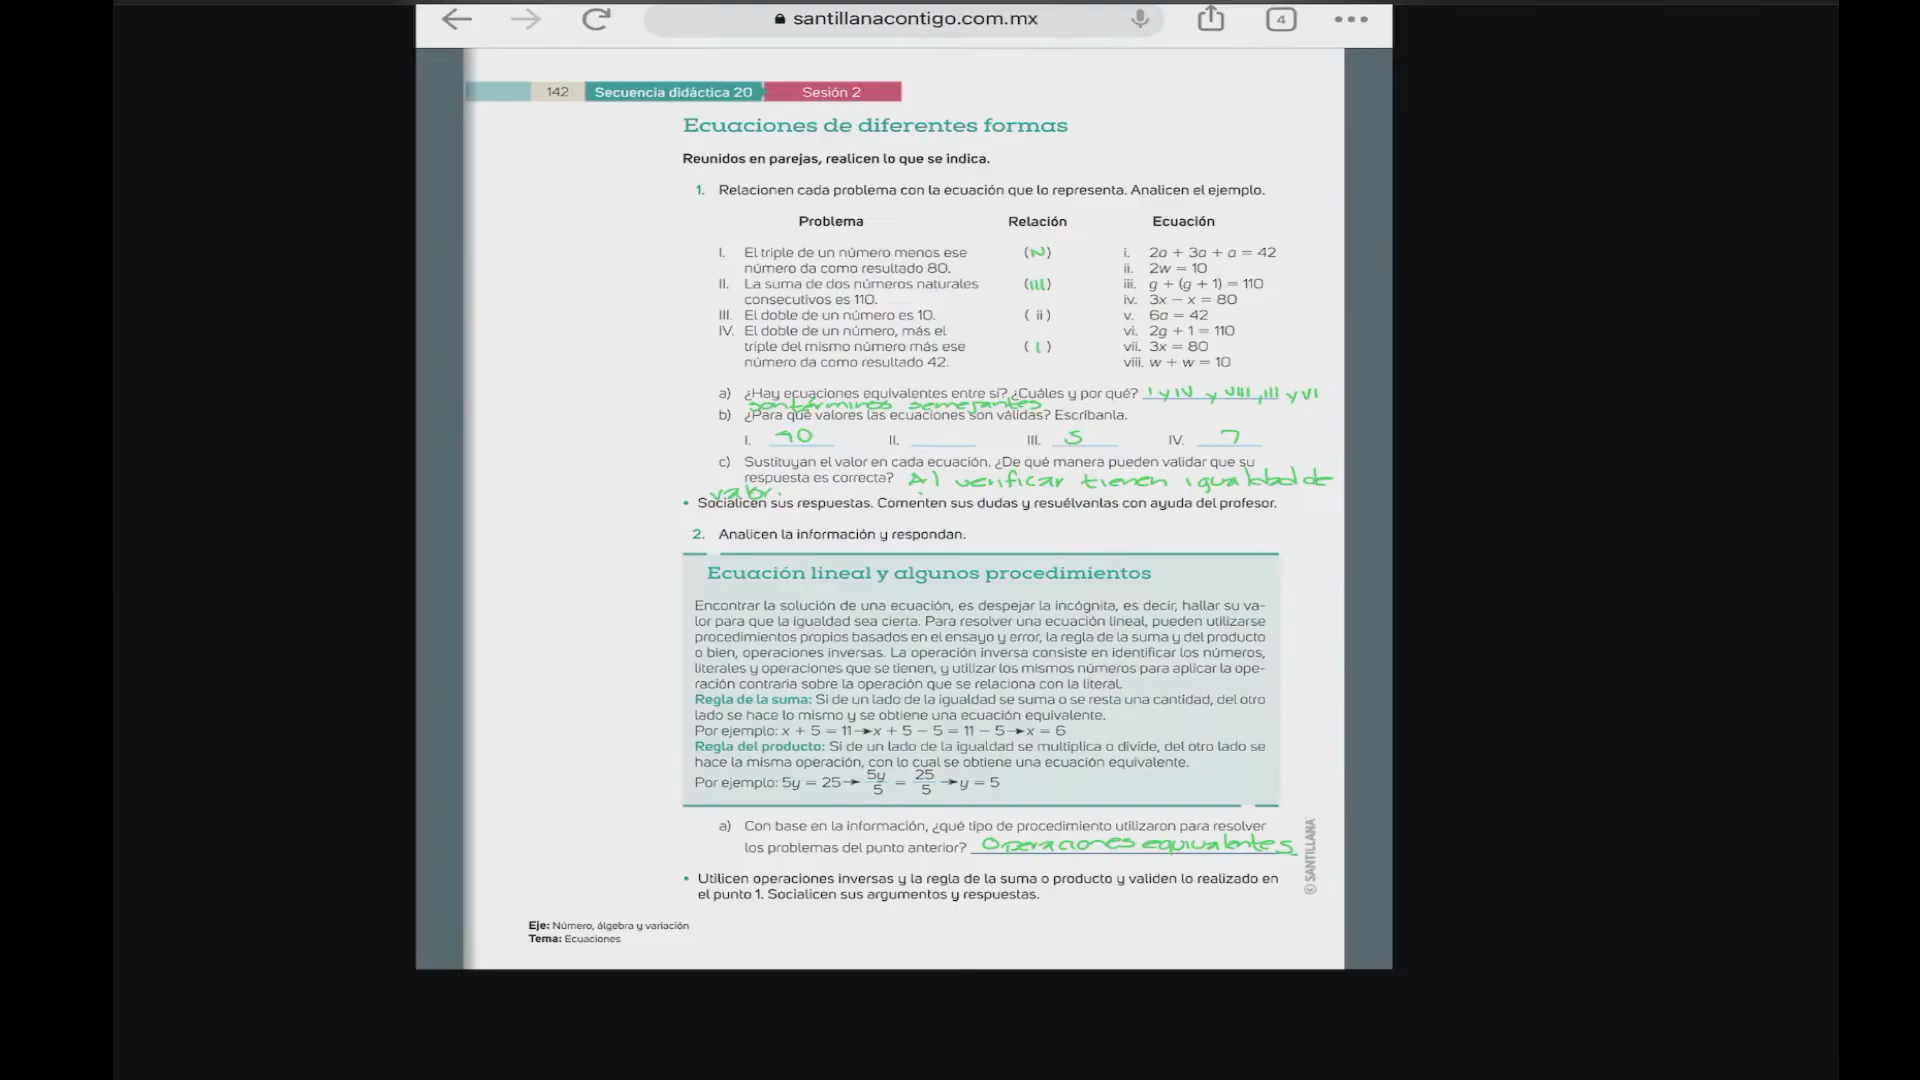 santillanacontigo.com.mx
4
142 Secuencia didáctica 20 Sesión 2
Ecuaciones de diferentes formas
Reunidos en parejas, realicen lo que se indica.
1. Relacionen cada problema con la ecuación que lo representa. Analicen el ejemplo.
Problema Relación Ecuación
I. El triple de un número menos ese (IV) i. 2a + 3a + a = 42
número da como resultado 80. ii. 2w = 10
II. La suma de dos números naturales (III) iii. g + (g + 1) = 110
consecutivos es 110. iv. 3x − x = 80
III. El doble de un número es 10. ( ii ) v. 6a = 42
IV. El doble de un número, más el vi. 2g + 1 = 110
triple del mismo número más ese ( I ) vii. 3x = 80
número da como resultado 42. viii. w + w = 10
a) ¿Hay ecuaciones equivalentes entre sí? ¿Cuáles y por qué? I y IV y VIII, III y VI
son términos semejantes
b) ¿Para qué valores las ecuaciones son válidas? Escríbanla.
I. 40 II. III. 5 IV. 7
c) Sustituyan el valor en cada ecuación. ¿De qué manera pueden validar que su
respuesta es correcta? Al verificar tienen igualdad de
valor.
• Socialicen sus respuestas. Comenten sus dudas y resuélvanlas con ayuda del profesor.
2. Analicen la información y respondan.
Ecuación lineal y algunos procedimientos
Encontrar la solución de una ecuación, es despejar la incógnita, es decir, hallar su va-
lor para que la igualdad sea cierta. Para resolver una ecuación lineal, pueden utilizarse
procedimientos propios basados en el ensayo y error, la regla de la suma y del producto
o bien, operaciones inversas. La operación inversa consiste en identificar los números,
literales y operaciones que se tienen, y utilizar los mismos números para aplicar la ope-
ración contraria sobre la operación que se relaciona con la literal.
Regla de la suma: Si de un lado de la igualdad se suma o se resta una cantidad, del otro
lado se hace lo mismo y se obtiene una ecuación equivalente.
Por ejemplo: x + 5 = 11 → x + 5 − 5 = 11 − 5 → x = 6
Regla del producto: Si de un lado de la igualdad se multiplica o divide, del otro lado se
hace la misma operación, con lo cual se obtiene una ecuación equivalente.
Por ejemplo: 5y = 25 → 5y/5 = 25/5 → y = 5
a) Con base en la información, ¿qué tipo de procedimiento utilizaron para resolver
los problemas del punto anterior? Operaciones equivalentes
• Utilicen operaciones inversas y la regla de la suma o producto y validen lo realizado en
el punto 1. Socialicen sus argumentos y respuestas.
© SANTILLANA
Eje: Número, álgebra y variación
Tema: Ecuaciones